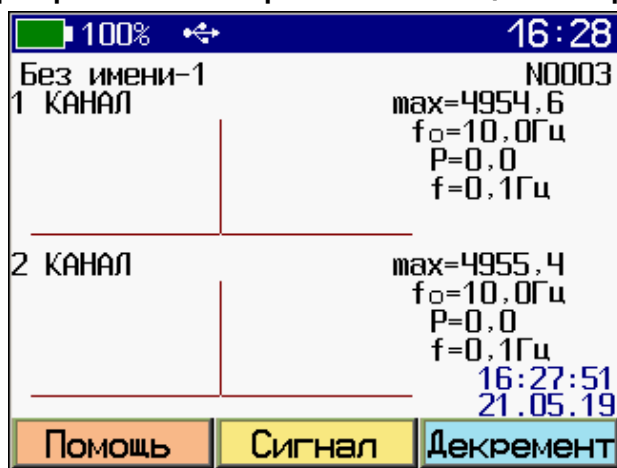 100% 16:28
Без имени-1 N0003
1 КАНАЛ max=4954,6
f₀=10,0Гц
P=0,0
f=0,1Гц
2 КАНАЛ max=4955,4
f₀=10,0Гц
P=0,0
f=0,1Гц
16:27:51
21.05.19
Помощь Сигнал Декремент